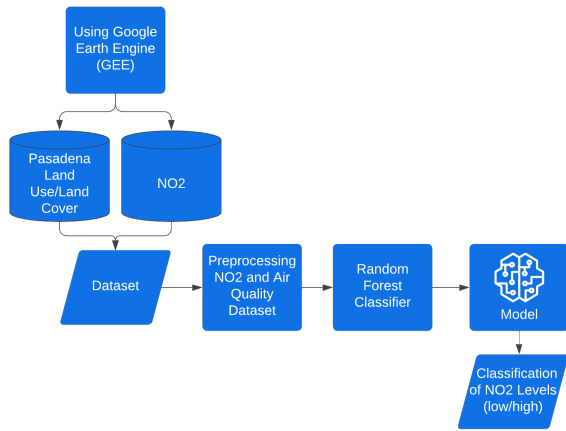 Using Google
Earth Engine
(GEE)
Pasadena
Land
Use/Land
Cover
NO2
Dataset
Preprocessing
NO2 and Air
Quality
Dataset
Random
Forest
Classifier
Model
Classification
of NO2 Levels
(low/high)